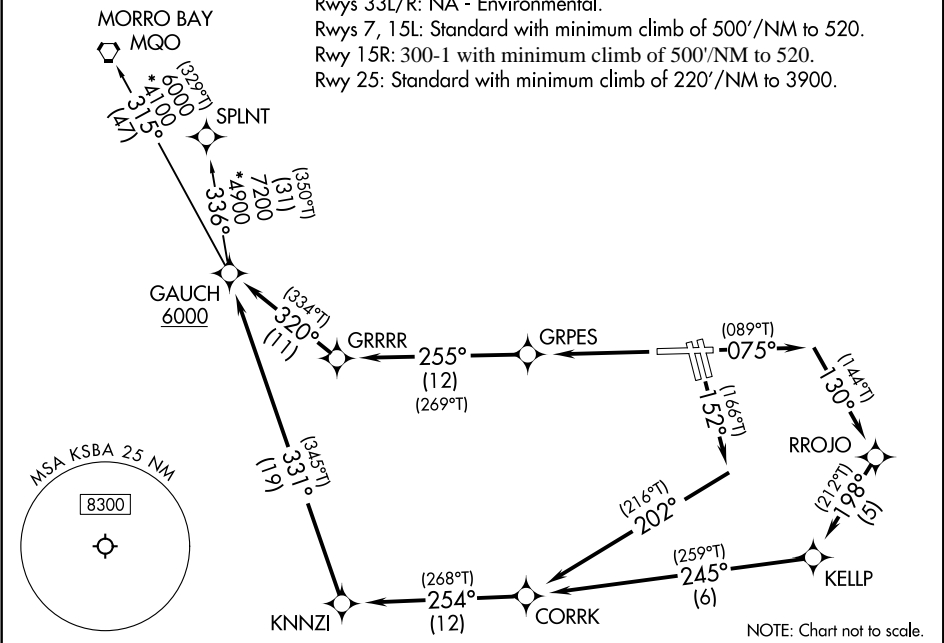 Rwys 33L/R: NA - Environmental.
Rwys 7, 15L: Standard with minimum climb of 500'/NM to 520.
Rwy 15R: 300-1 with minimum climb of 500'/NM to 520.
Rwy 25: Standard with minimum climb of 220'/NM to 3900.
MORRO BAY
MQO
(329°T)
6000
*4100
315°
(47)
SPLNT
(350°T)
(31)
7200
*4900
336°
GAUCH
6000
(334°T)
320°
(11)
GRRRR
255°
(12)
(269°T)
GRPES
(089°T)
075°
(144°T)
130°
(166°T)
152°
RROJO
(212°T)
198°
(5)
(216°T)
202°
(345°T)
331°
(19)
MSA KSBA 25 NM
8300
(259°T)
245°
(6)
KELLP
(268°T)
254°
(12)
CORRK
KNNZI
NOTE: Chart not to scale.